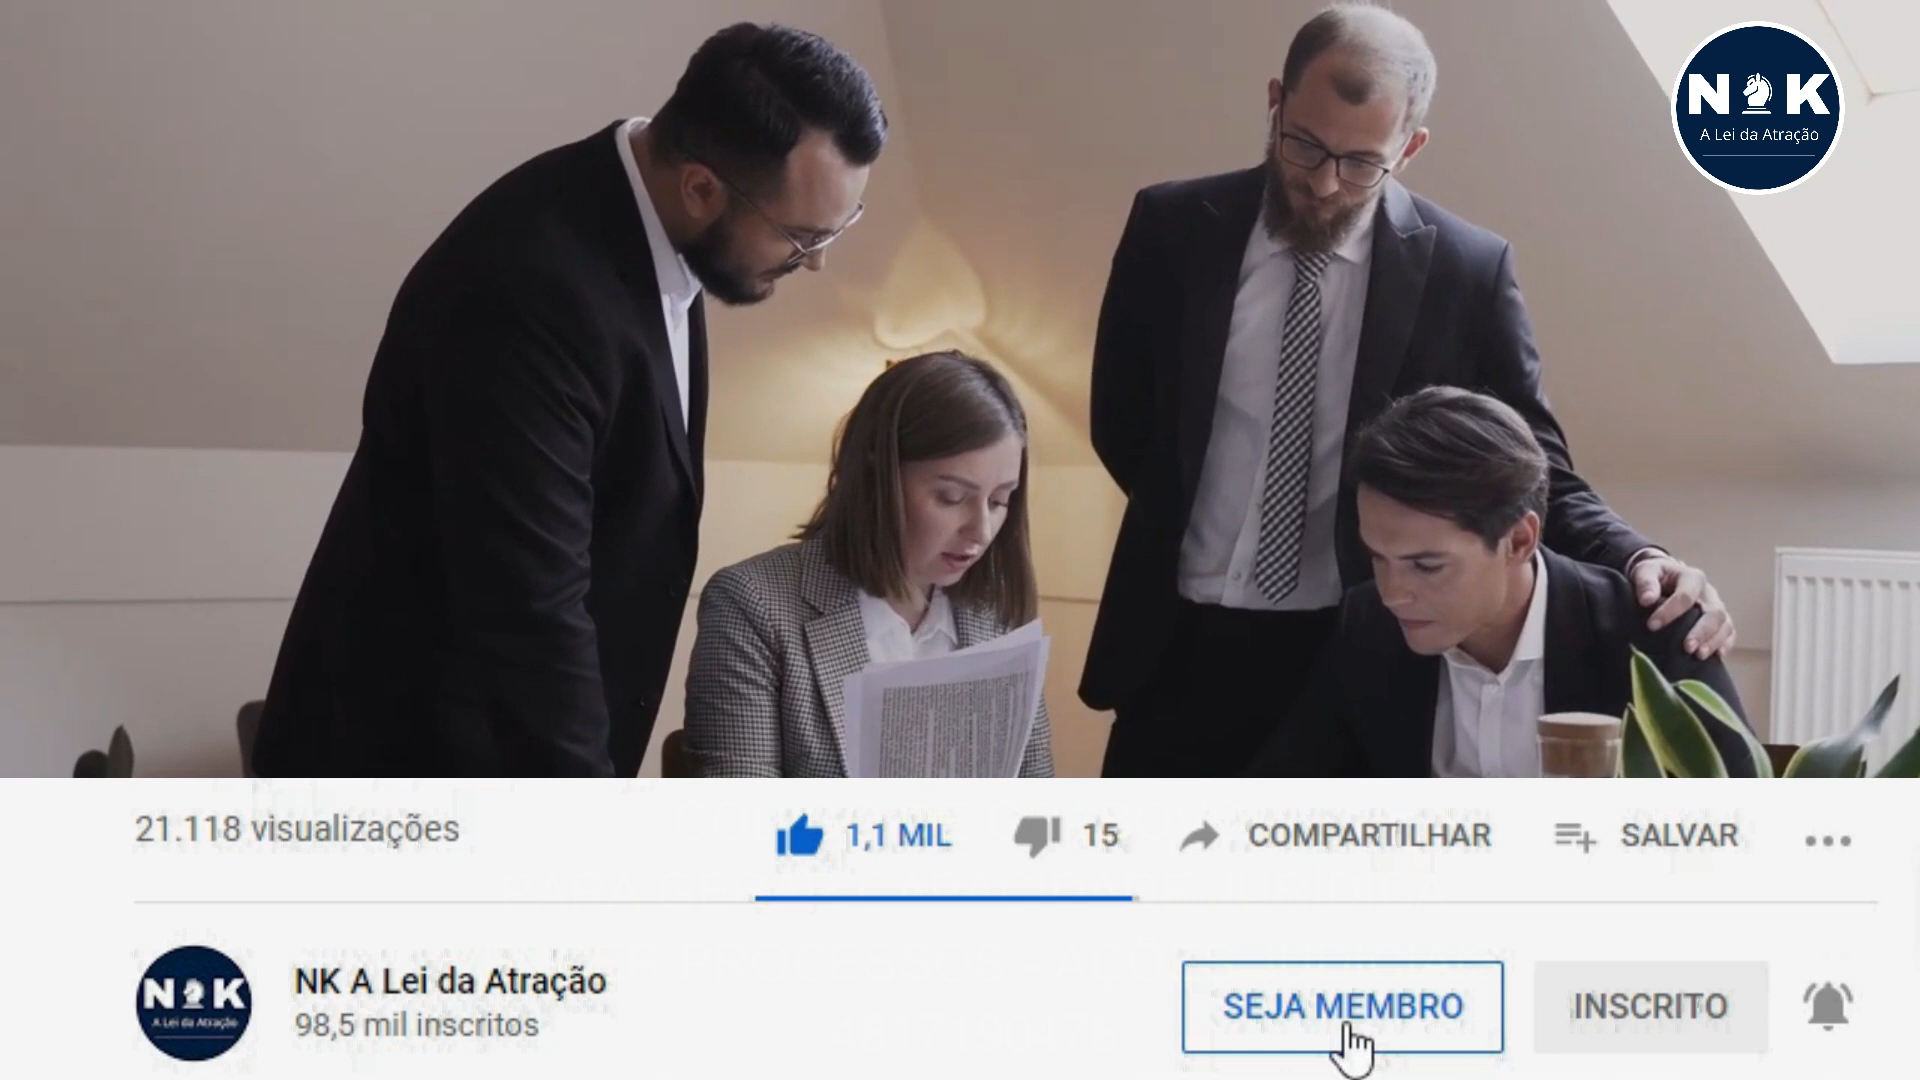 N K
A Lei da Atração
21.118 visualizações
1,1 MIL
15
COMPARTILHAR
SALVAR
N K
A Lei da Atração
NK A Lei da Atração
98,5 mil inscritos
SEJA MEMBRO
INSCRITO